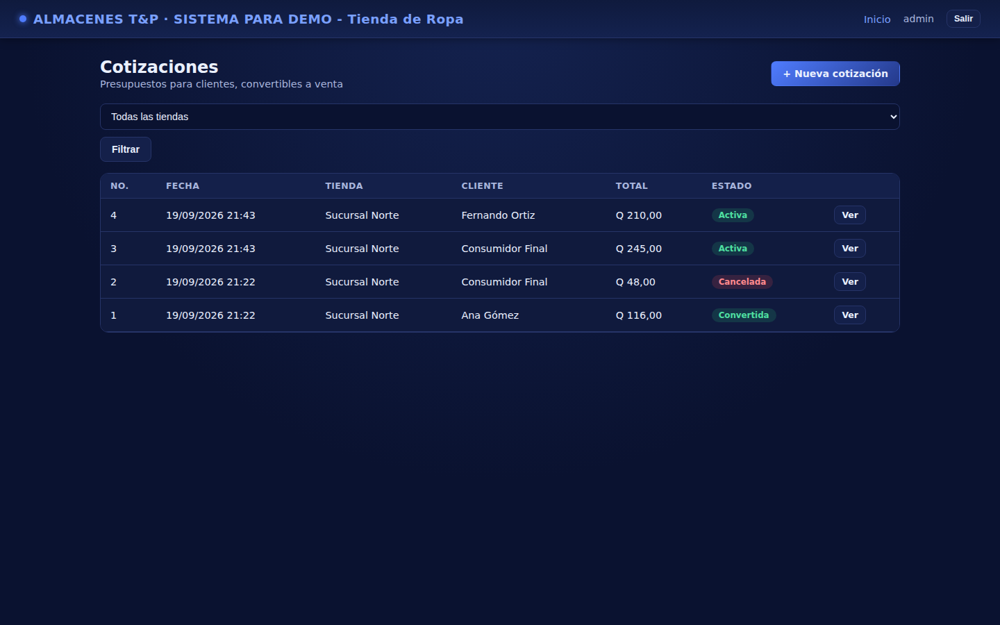 ALMACENES T&P · SISTEMA PARA DEMO - Tienda de Ropa Inicio admin Salir
Cotizaciones
Presupuestos para clientes, convertibles a venta
+ Nueva cotización
Todas las tiendas
Filtrar
NO. FECHA TIENDA CLIENTE TOTAL ESTADO
4 19/09/2026 21:43 Sucursal Norte Fernando Ortiz Q 210,00 Activa Ver
3 19/09/2026 21:43 Sucursal Norte Consumidor Final Q 245,00 Activa Ver
2 19/09/2026 21:22 Sucursal Norte Consumidor Final Q 48,00 Cancelada Ver
1 19/09/2026 21:22 Sucursal Norte Ana Gómez Q 116,00 Convertida Ver